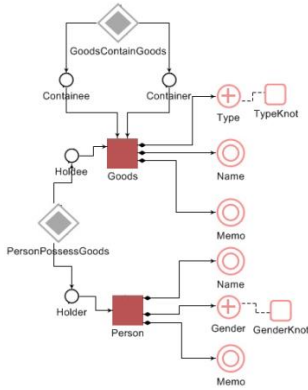 GoodsContainGoods
Containee
Container
Type
TypeKnot
Holdee
Goods
Name
Memo
PersonPossessGoods
Name
Holder
Person
Gender
GenderKnot
Memo